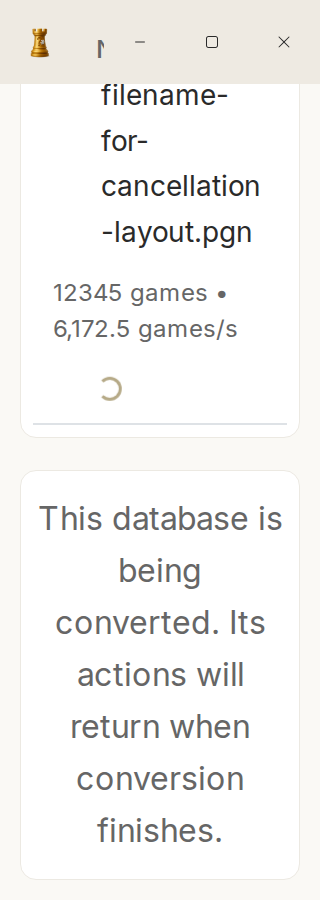 filename-
for-
cancellation
-layout.pgn
12345 games •
6,172.5 games/s
This database is
being
converted. Its
actions will
return when
conversion
finishes.